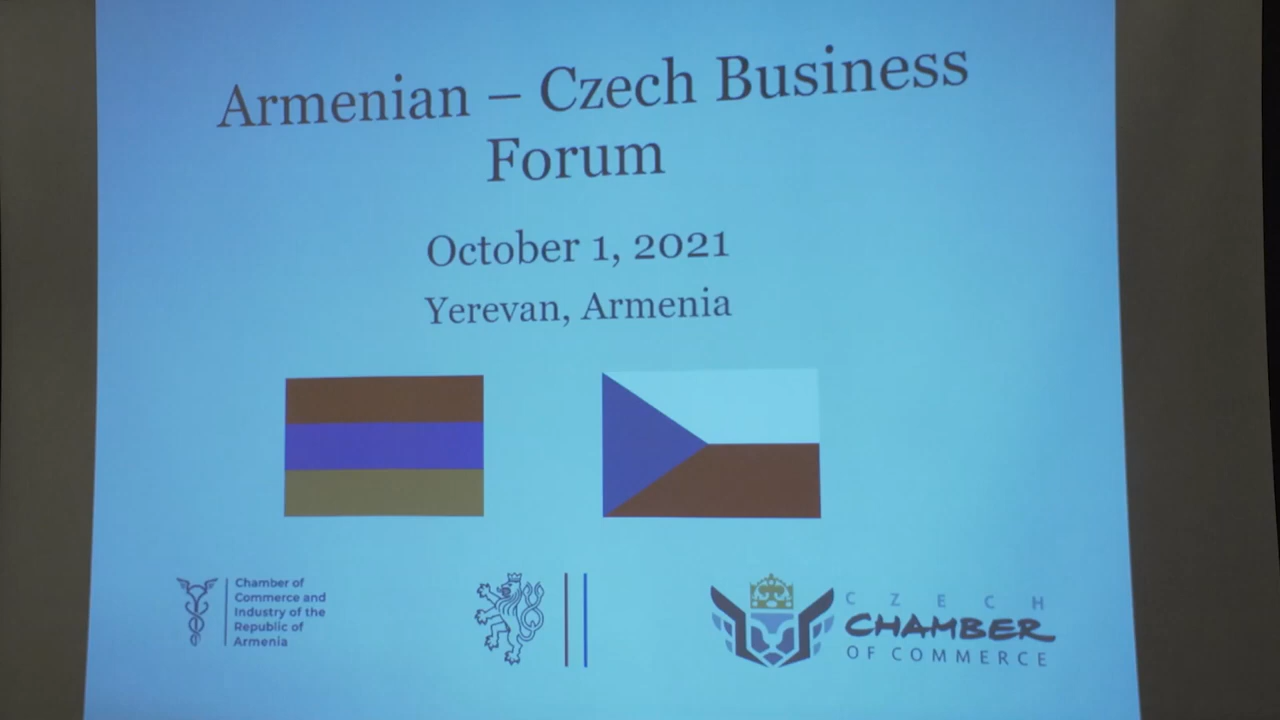 Armenian – Czech Business
Forum
October 1, 2021
Yerevan, Armenia
Chamber of
Commerce and
Industry of the
Republic of
Armenia
CZECH
CHAMBER
OF COMMERCE